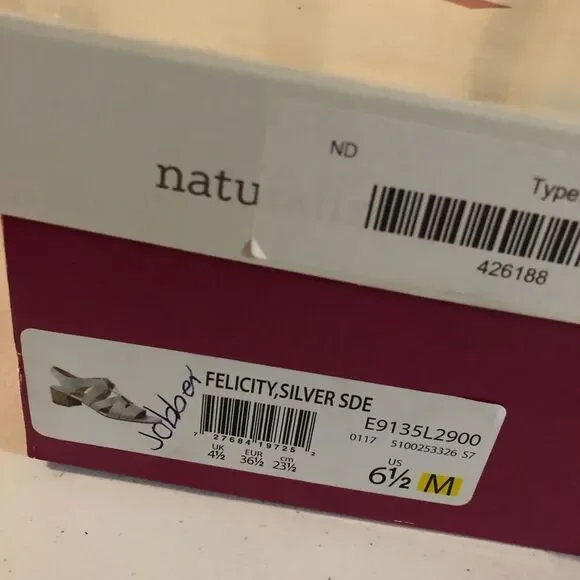 ND
Type
natu
426188
FELICITY,SILVER SDE
Jobber
E9135L2900
7 27684 19725 2
0117 5100253326 S7
UK EUR cm US
4½ 36½ 23½ 6½ M